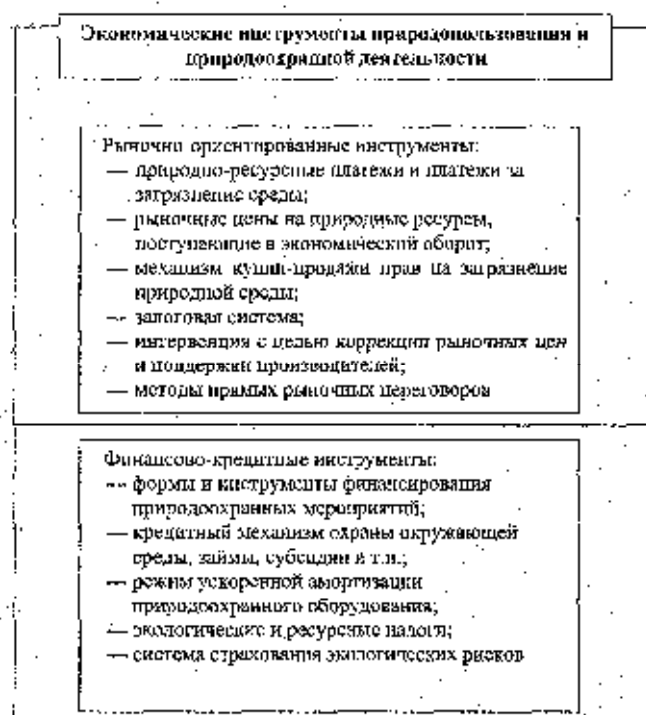 Экономические инструменты природопользования и
природоохранной деятельности
Рыночно-ориентированные инструменты:
— природно-ресурсные платежи и платежи за
загрязнение среды;
— рыночные цены на природные ресурсы,
поступающие в экономический оборот;
— механизм купли-продажи прав на загрязнение
природной среды;
— залоговая система;
— интервенция с целью коррекции рыночных цен
и поддержки производителей;
— методы прямых рыночных переговоров
Финансово-кредитные инструменты:
— формы и инструменты финансирования
природоохранных мероприятий;
— кредитный механизм охраны окружающей
среды, займы, субсидии и т.п.;
— режим ускоренной амортизации
природоохранного оборудования;
— экологические и ресурсные налоги;
— система страхования экологических рисков